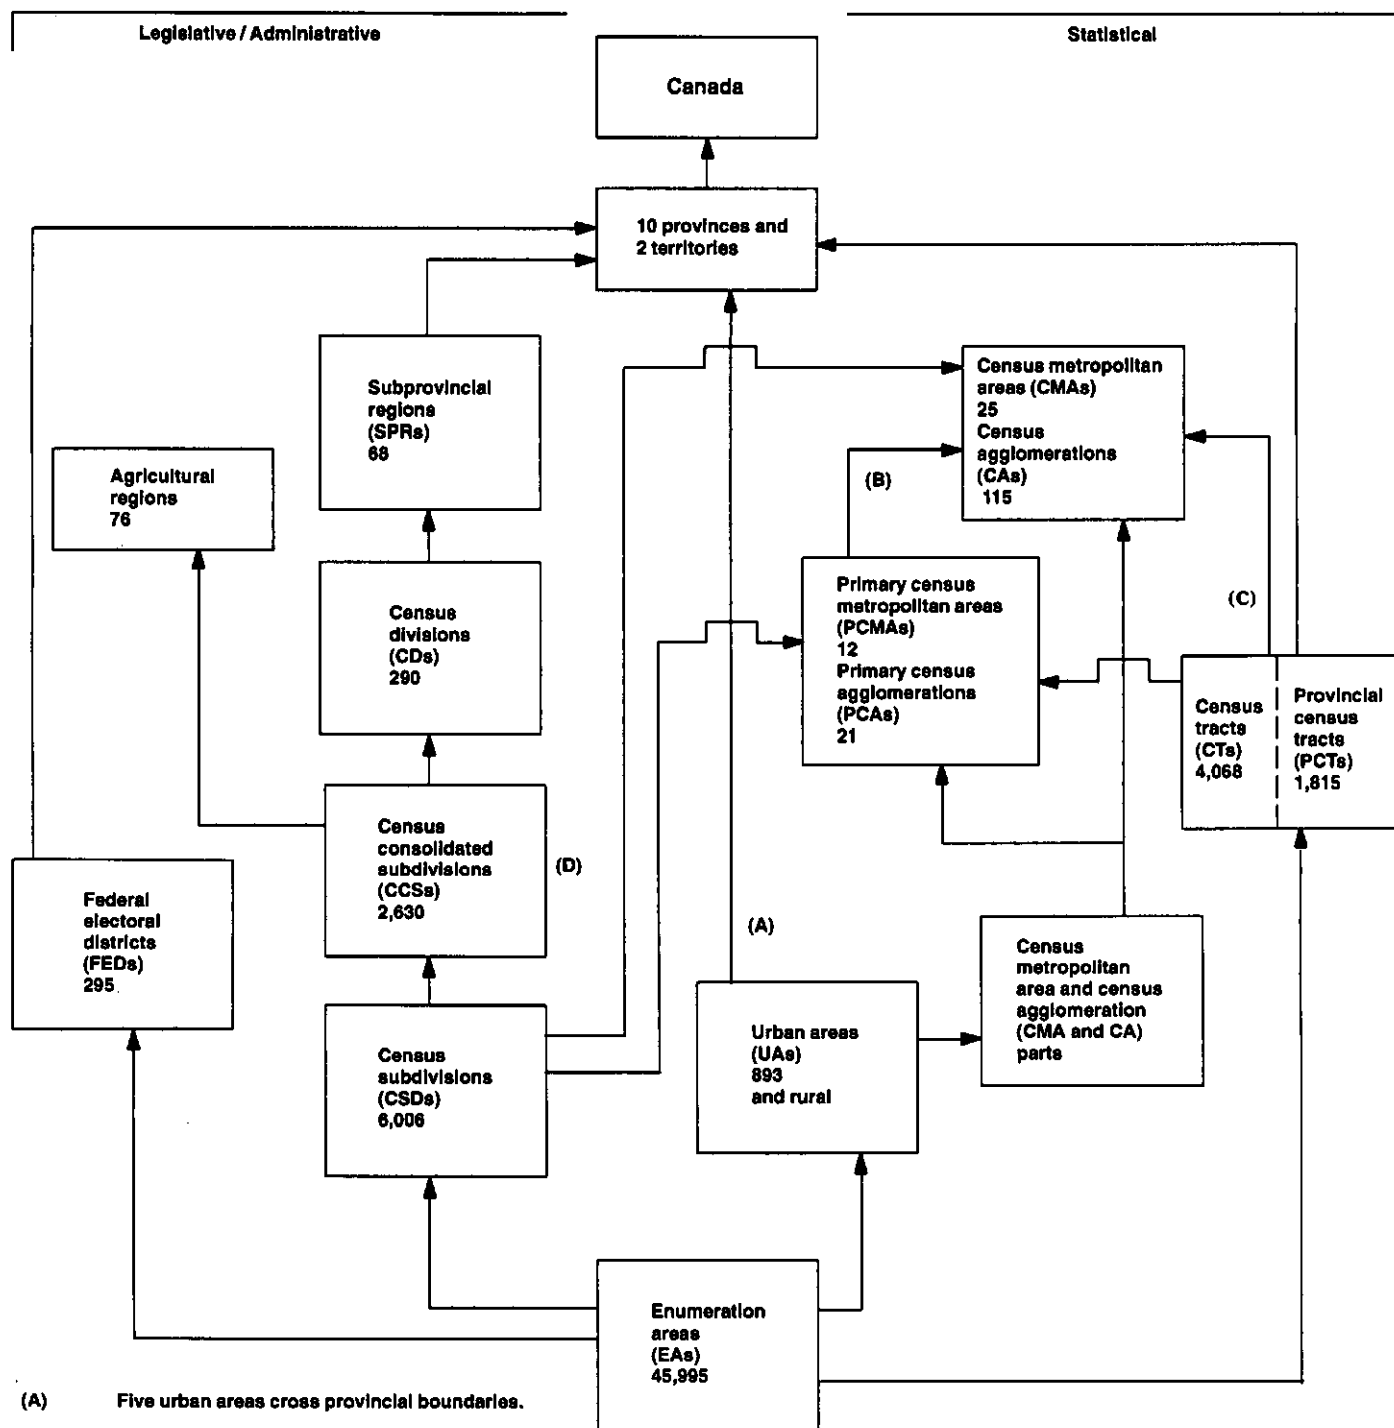 Legislative / Administrative
Statistical
Canada
10 provinces and
2 territories
Subprovincial
regions
(SPRs)
68
Census metropolitan
areas (CMAs)
25
Census
agglomerations
(CAs)
115
Agricultural
regions
76
(B)
Census
divisions
(CDs)
290
Primary census
metropolitan areas
(PCMAs)
12
Primary census
agglomerations
(PCAs)
21
(C)
Census
tracts
(CTs)
4,068
Provincial
census
tracts
(PCTs)
1,815
Census
consolidated
subdivisions
(CCSs)
2,630
(D)
Federal
electoral
districts
(FEDs)
295
(A)
Census
metropolitan
area and census
agglomeration
(CMA and CA)
parts
Census
subdivisions
(CSDs)
6,006
Urban areas
(UAs)
893
and rural
Enumeration
areas
(EAs)
45,995
(A) Five urban areas cross provincial boundaries.